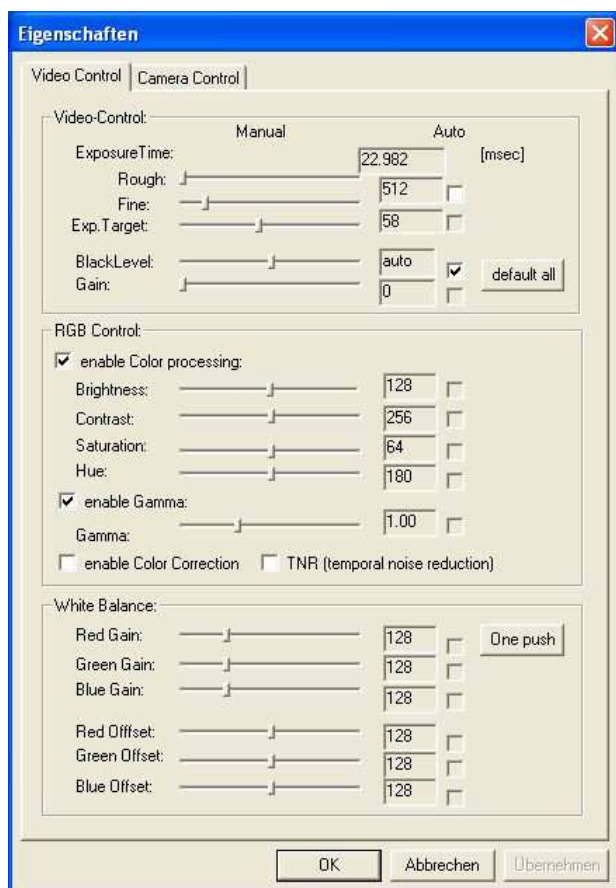 Eigenschaften
Video Control Camera Control
Video-Control:
Manual Auto
ExposureTime: 22.982 [msec]
Rough: 512
Fine:
Exp.Target: 58
BlackLevel: auto default all
Gain: 0
RGB Control:
enable Color processing:
Brightness: 128
Contrast: 256
Saturation: 64
Hue: 180
enable Gamma:
Gamma: 1.00
enable Color Correction TNR (temporal noise reduction)
White Balance:
Red Gain: 128 One push
Green Gain: 128
Blue Gain: 128
Red Offfset: 128
Green Offset: 128
Blue Offset: 128
OK Abbrechen Übernehmen